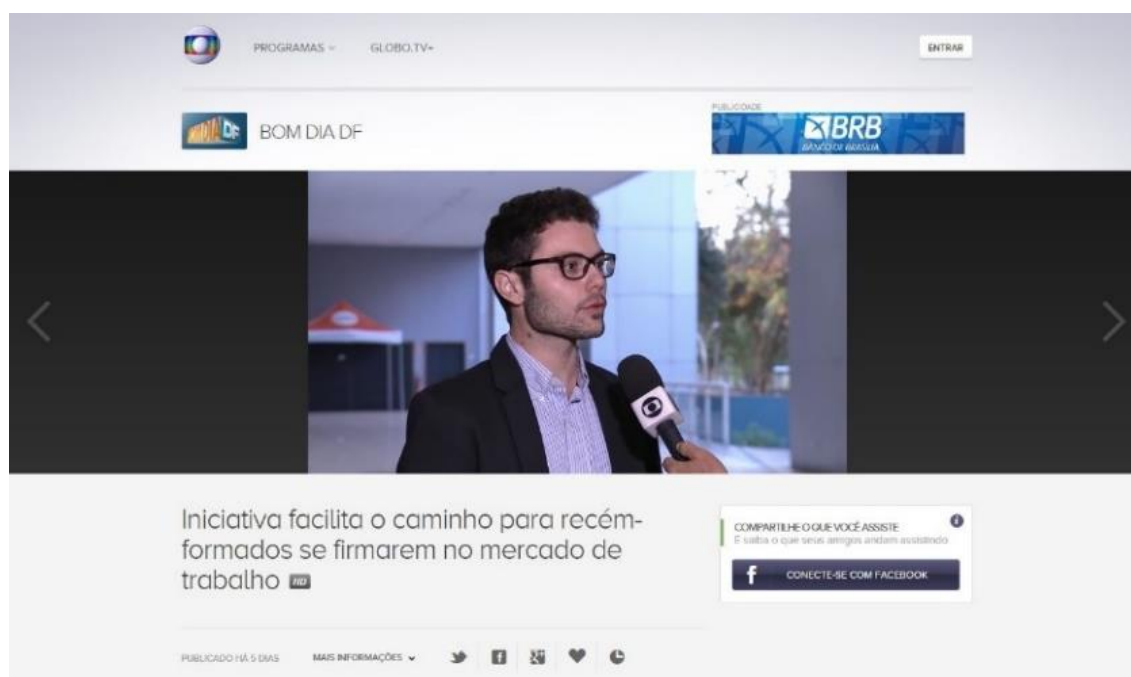 PROGRAMAS
GLOBO.TV+
ENTRAR
PUBLICIDADE
BOM DIA DF
BRB
BANCO DE BRASÍLIA
Iniciativa facilita o caminho para recém-
formados se firmarem no mercado de
trabalho HD
COMPARTILHE O QUE VOCÊ ASSISTE
E saiba o que seus amigos andam assistindo
f CONECTE-SE COM FACEBOOK
PUBLICADO HÁ 5 DIAS MAIS INFORMAÇÕES